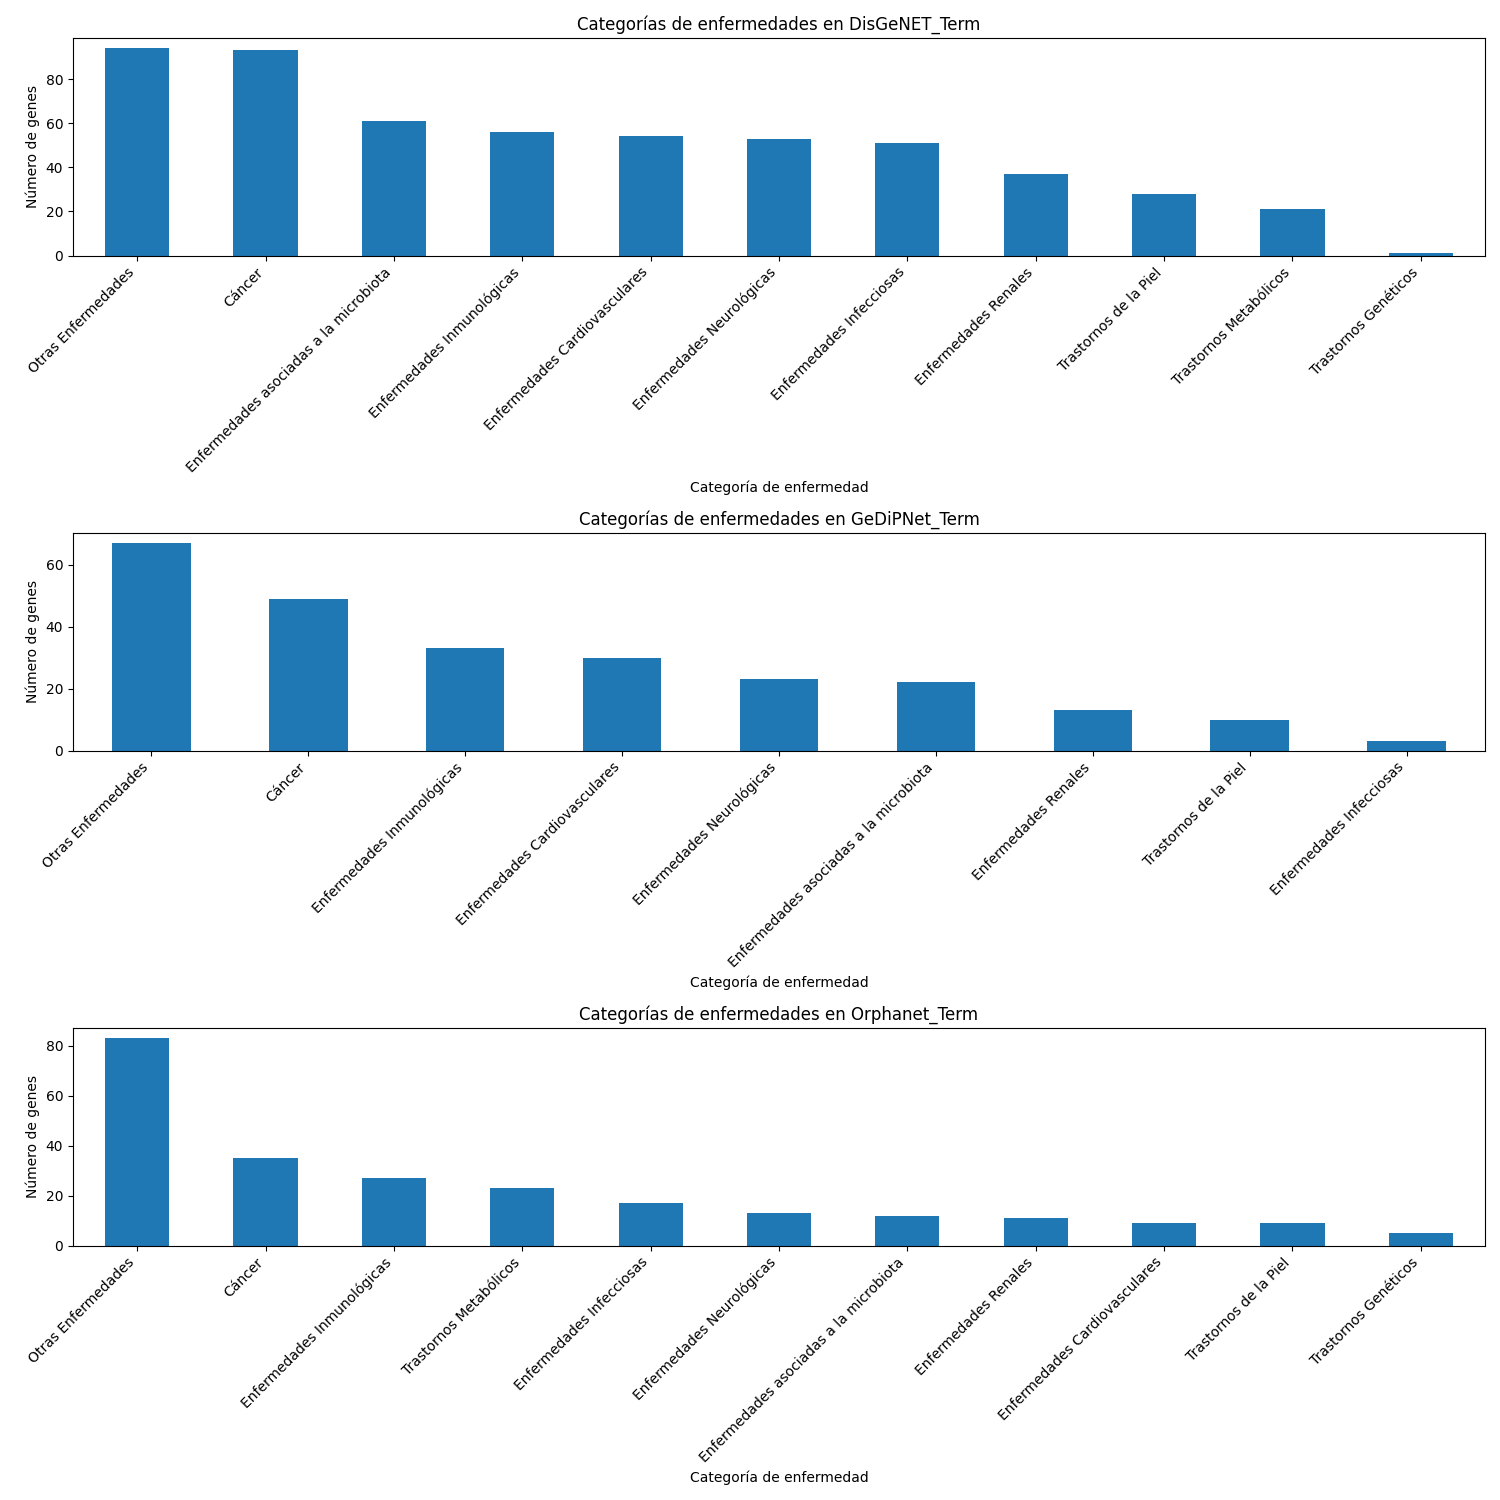 Categorías de enfermedades en DisGeNET_Term
Número de genes
80
60
40
20
0
Otras Enfermedades
Cáncer
Enfermedades asociadas a la microbiota
Enfermedades Inmunológicas
Enfermedades Cardiovasculares
Enfermedades Neurológicas
Enfermedades Infecciosas
Enfermedades Renales
Trastornos de la Piel
Trastornos Metabólicos
Trastornos Genéticos
Categoría de enfermedad
Categorías de enfermedades en GeDiPNet_Term
Número de genes
60
40
20
0
Otras Enfermedades
Cáncer
Enfermedades Inmunológicas
Enfermedades Cardiovasculares
Enfermedades Neurológicas
Enfermedades asociadas a la microbiota
Enfermedades Renales
Trastornos de la Piel
Enfermedades Infecciosas
Categoría de enfermedad
Categorías de enfermedades en Orphanet_Term
Número de genes
80
60
40
20
0
Otras Enfermedades
Cáncer
Enfermedades Inmunológicas
Trastornos Metabólicos
Enfermedades Infecciosas
Enfermedades Neurológicas
Enfermedades asociadas a la microbiota
Enfermedades Renales
Enfermedades Cardiovasculares
Trastornos de la Piel
Trastornos Genéticos
Categoría de enfermedad